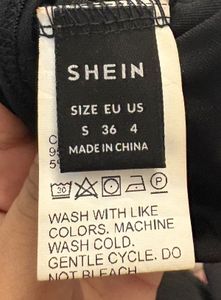 SHEIN
SIZE EU US
S 36 4
MADE IN CHINA
30
WASH WITH LIKE
COLORS. MACHINE
WASH COLD.
GENTLE CYCLE. DO
NOT BLEACH.